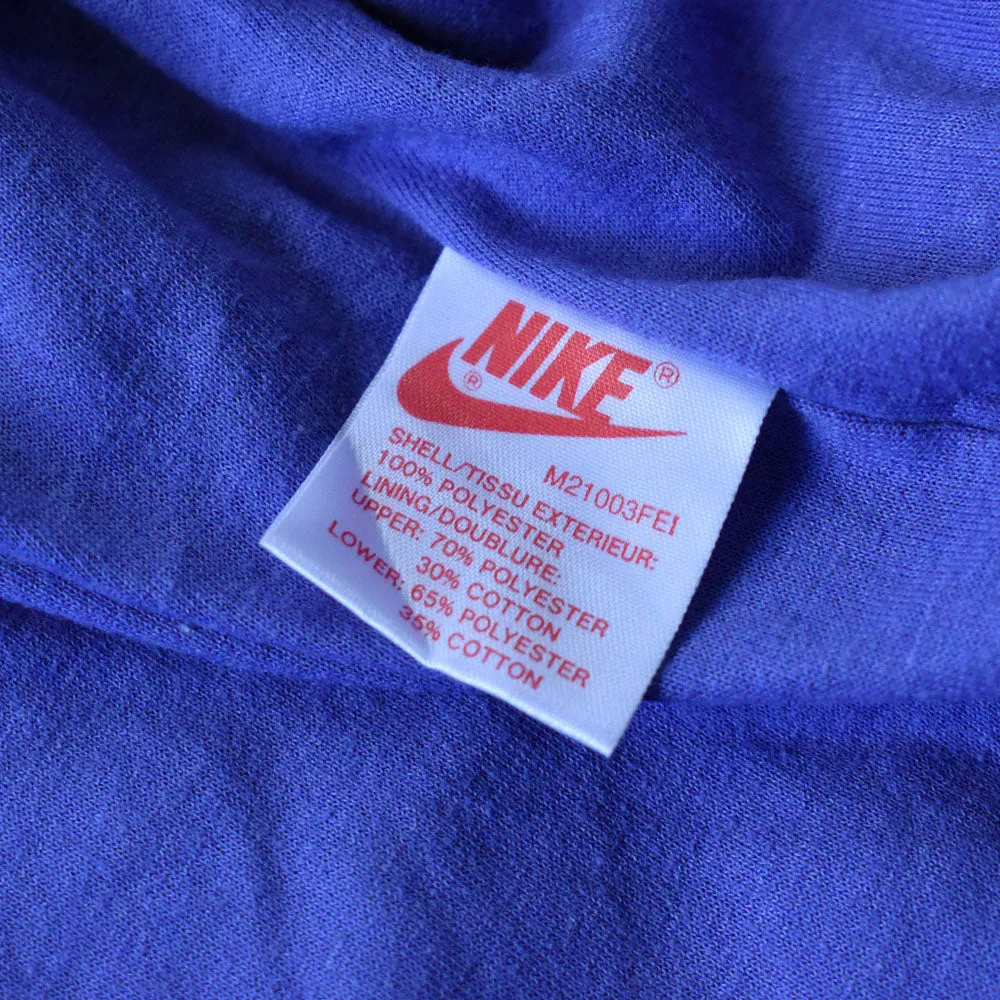 NIKE®
®
M21003FEI
SHELL/TISSU EXTERIEUR:
100% POLYESTER
LINING/DOUBLURE:
UPPER: 70% POLYESTER
30% COTTON
LOWER: 65% POLYESTER
35% COTTON